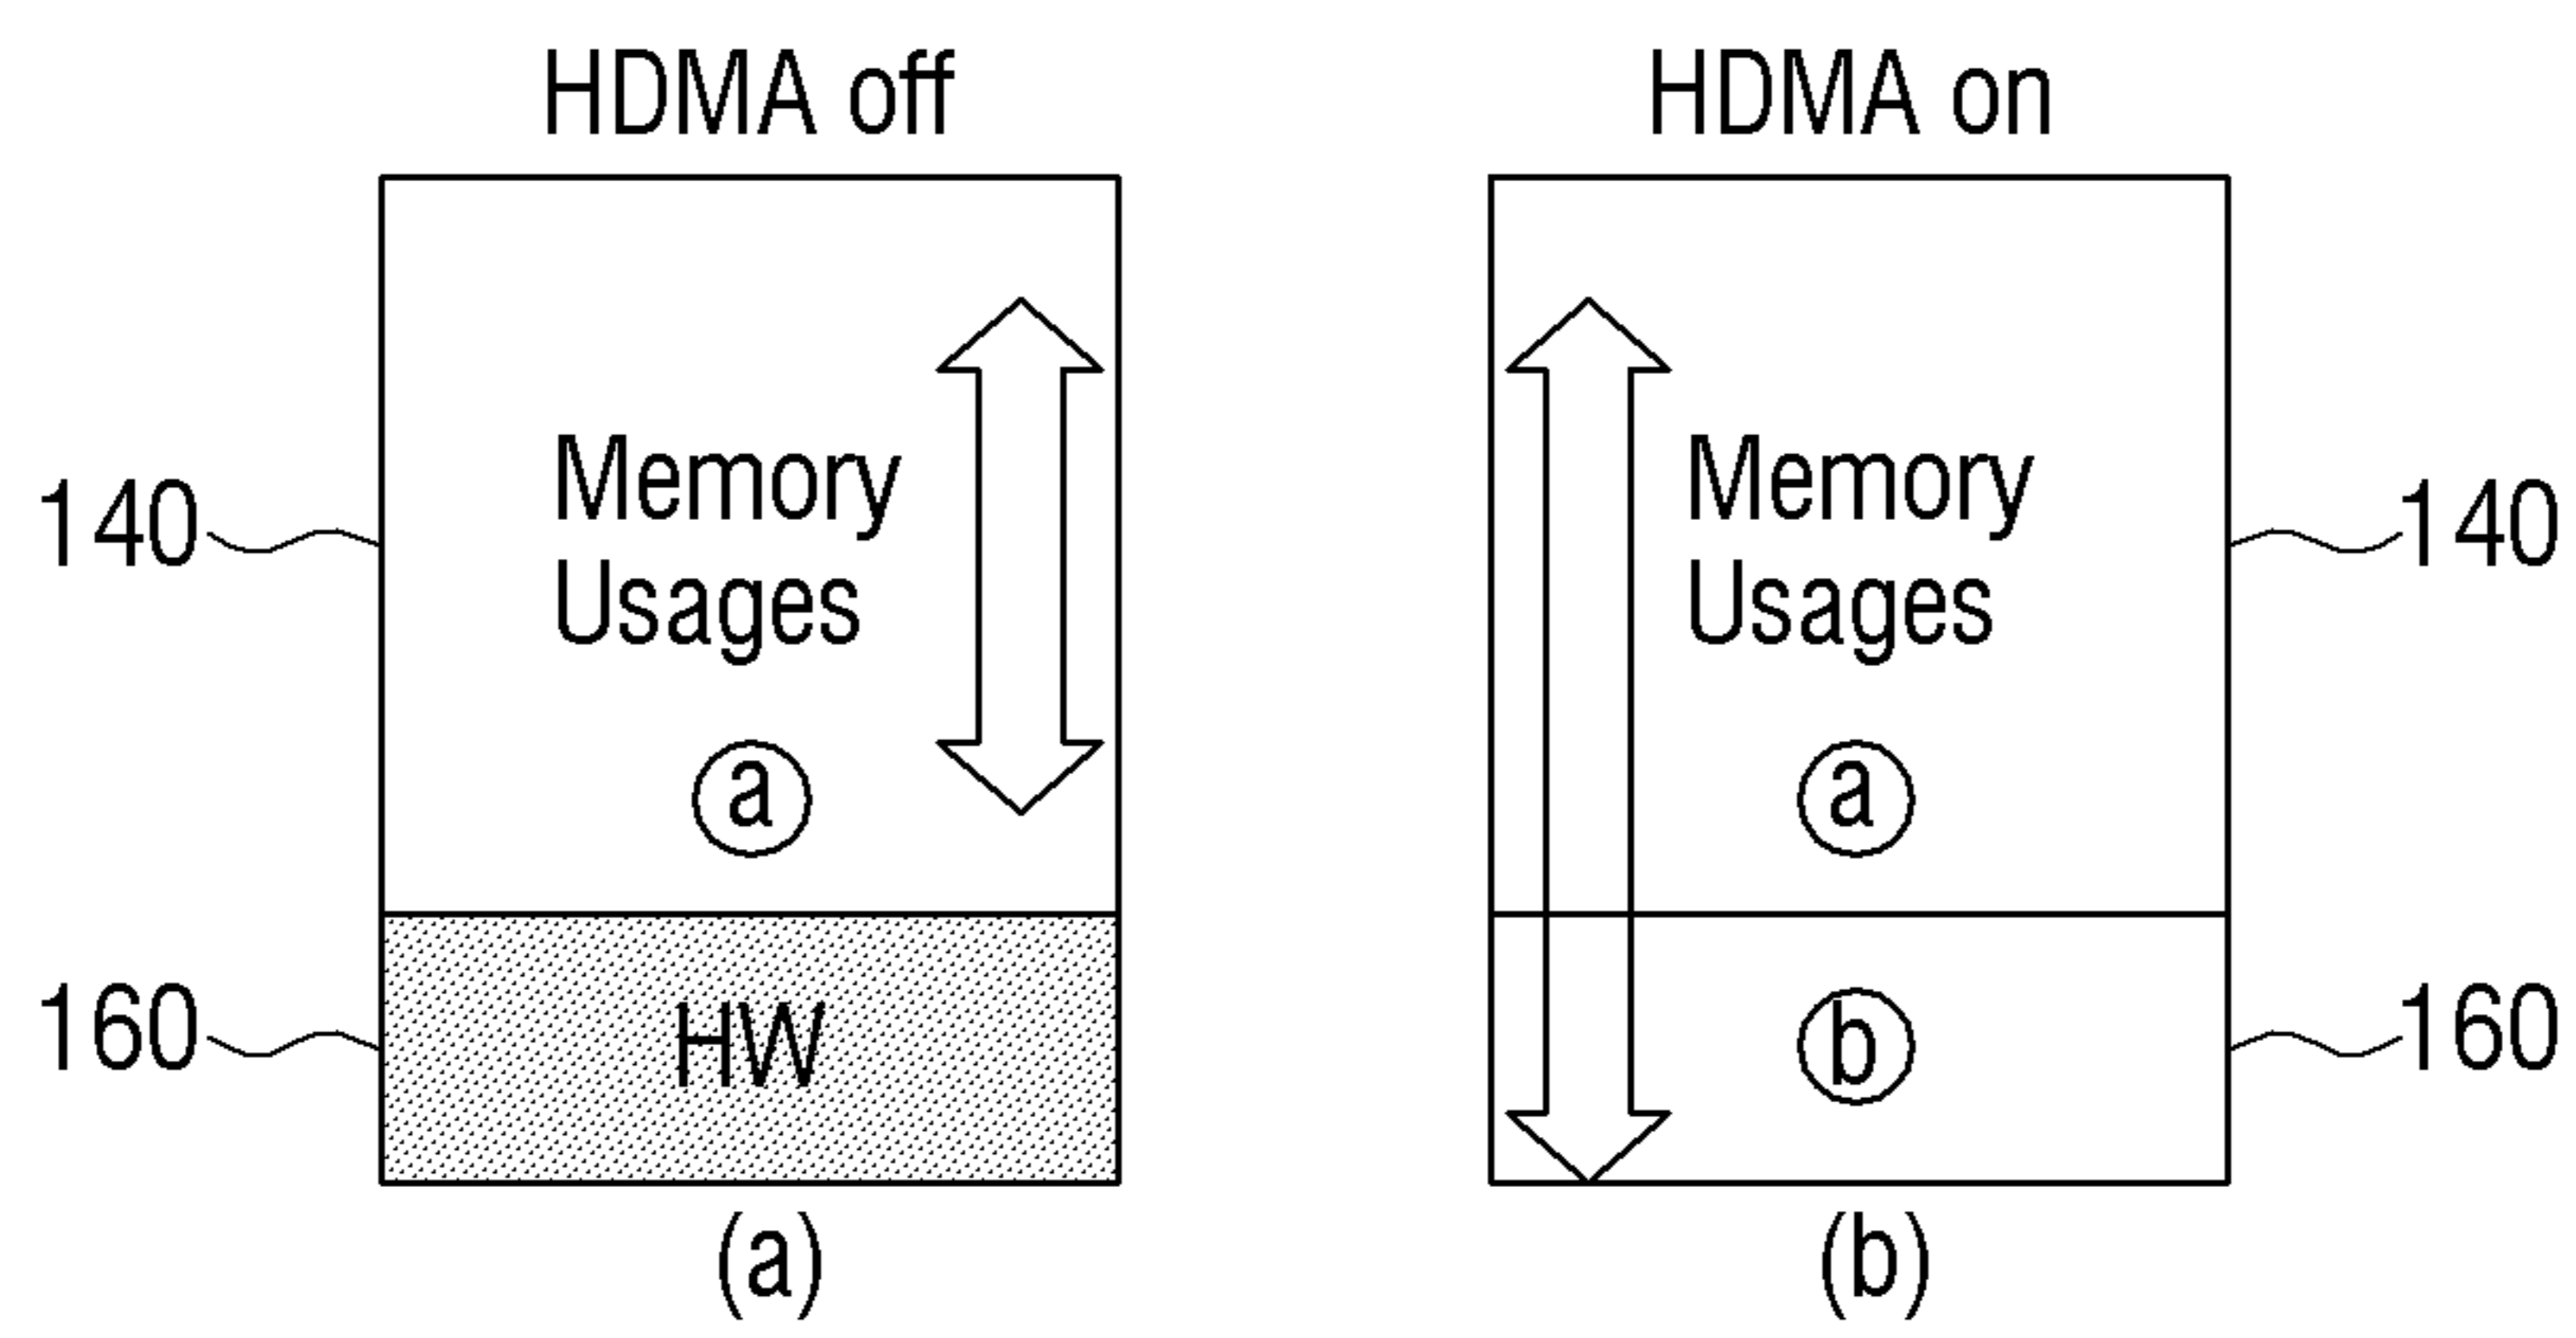 HDMA off
HDMA on
140
Memory
Usages
a
Memory
Usages
a
140
160
HW
b
160
(a)
(b)